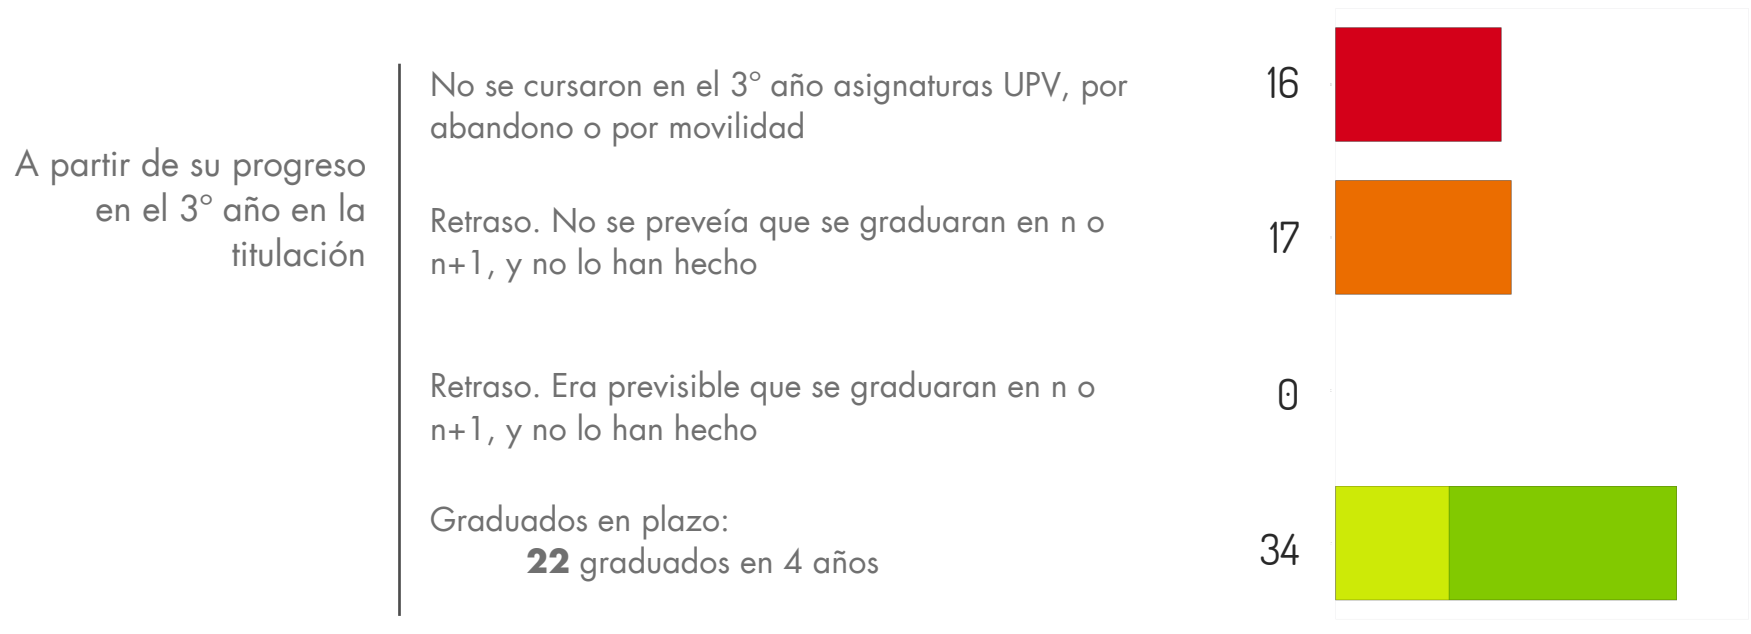 A partir de su progreso
en el 3º año en la
titulación
No se cursaron en el 3º año asignaturas UPV, por
abandono o por movilidad
16
Retraso. No se preveía que se graduaran en n o
n+1, y no lo han hecho
17
Retraso. Era previsible que se graduaran en n o
n+1, y no lo han hecho
0
Graduados en plazo:
22 graduados en 4 años
34